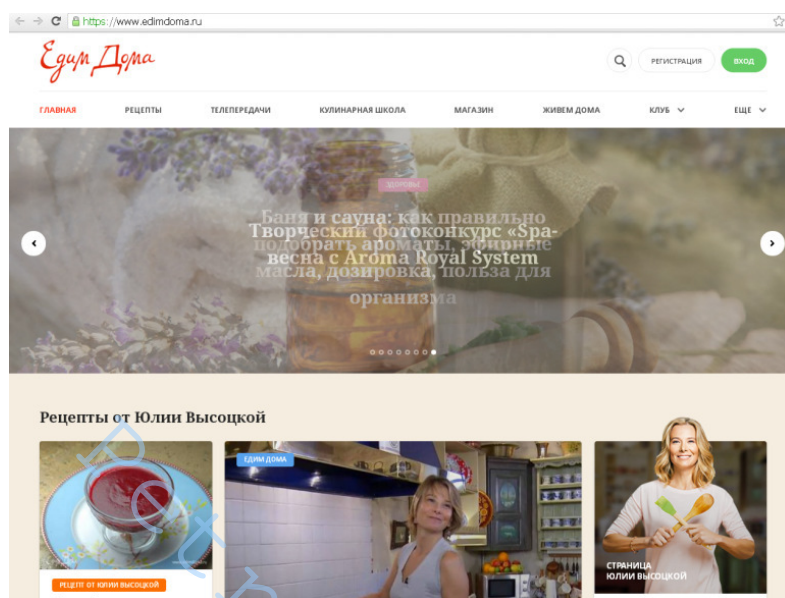 https://www.edimdoma.ru
Едим Дома
РЕГИСТРАЦИЯ
ВХОД
ГЛАВНАЯ
РЕЦЕПТЫ
ТЕЛЕПЕРЕДАЧИ
КУЛИНАРНАЯ ШКОЛА
МАГАЗИН
ЖИВЕМ ДОМА
КЛУБ
ЕЩЕ
ЗДОРОВЬЕ
Баня и сауна: как правильно
Творческий фотоконкурс «Spa-
подобрать ароматы, эфирные
весна с Aroma Royal System
масла, дозировка, польза для
организма
Рецепты от Юлии Высоцкой
ЕДИМ ДОМА
СТРАНИЦА
ЮЛИИ ВЫСОЦКОЙ
РЕЦЕПТ ОТ ЮЛИИ ВЫСОЦКОЙ